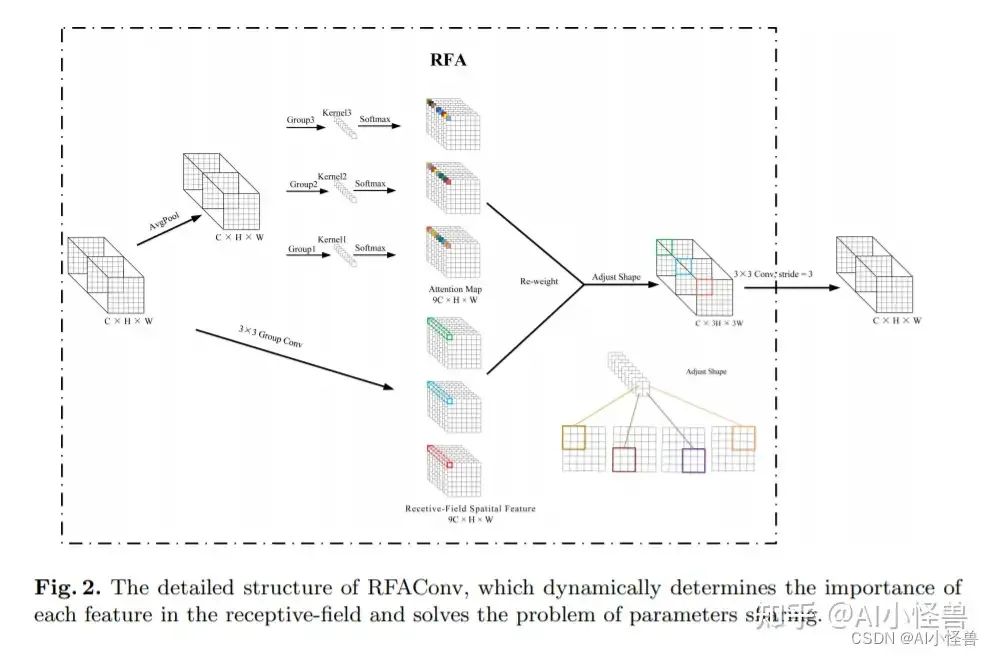 RFA
Group3
Kernel3
Softmax
Group2
Kernel2
Softmax
AvgPool
C × H × W
Group1
Kernel1
Softmax
C × H × W
Attention Map
9C × H × W
Re-weight
Adjust Shape
C × 3H × 3W
3×3 Conv, stride = 3
C × H × W
3×3 Group Conv
Adjust Shape
Recetive-Field Spatital Feature
9C × H × W
Fig. 2. The detailed structure of RFAConv, which dynamically determines the importance of
each feature in the receptive-field and solves the problem of parameters sharing.
知乎 @AI小怪兽
CSDN @AI小怪兽